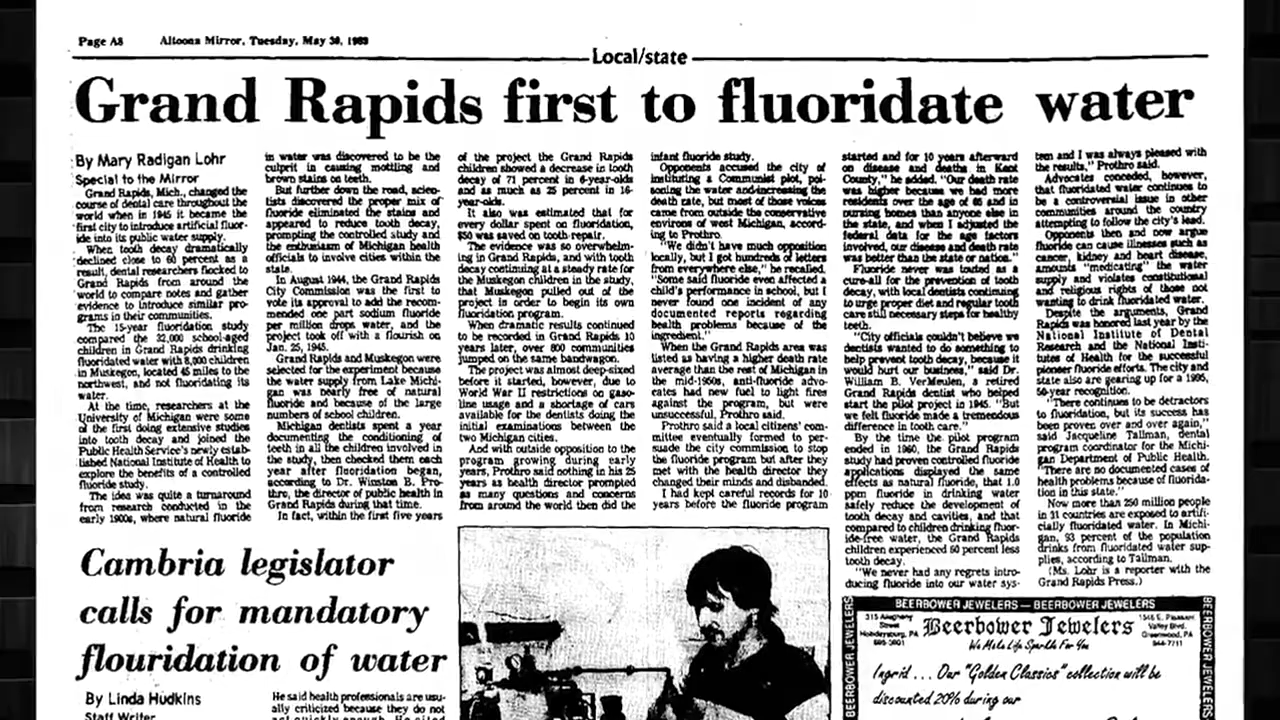 Page A8 Altoona Mirror, Tuesday, May 30, 1989
Local/state
Grand Rapids first to fluoridate water
By Mary Radigan Lohr
Special to the Mirror
Grand Rapids, Mich., changed the
course of dental care throughout the
world when in 1945 it became the
first city to introduce artificial fluor-
ide into its public water supply.
When tooth decay dramatically
declined close to 60 percent as a
result, dental researchers flocked to
Grand Rapids from around the
world to compare notes and gather
evidence to introduce similar pro-
grams in their communities.
The 15-year fluoridation study
compared the 32,000 school-aged
children in Grand Rapids drinking
fluoridated water with 8,000 children
in Muskegon, located 45 miles to the
northwest, and not fluoridating its
water.
At the time, researchers at the
University of Michigan were some
of the first doing extensive studies
into tooth decay and joined the
Public Health Service's newly estab-
lished National Institute of Health to
explore the benefits of a controlled
fluoride study.
The idea was quite a turnaround
from research conducted in the
early 1900s, where natural fluoride
in water was discovered to be the
culprit in causing mottling and
brown stains on teeth.
But further down the road, scien-
tists discovered the proper mix of
fluoride eliminated the stains and
appeared to reduce tooth decay,
prompting the controlled study and
the enthusiasm of Michigan health
officials to involve cities within the
state.
In August 1944, the Grand Rapids
City Commission was the first to
vote its approval to add the recom-
mended one part sodium fluoride
per million drops water, and the
project took off with a flourish on
Jan. 25, 1945.
Grand Rapids and Muskegon were
selected for the experiment because
the water supply from Lake Michi-
gan was nearly free of natural
fluoride and because of the large
numbers of school children.
Michigan dentists spent a year
documenting the conditioning of
teeth in all the children involved in
the study, then checked them each
year after fluoridation began,
according to Dr. Winston B. Pro-
thro, the director of public health in
Grand Rapids during that time.
In fact, within the first five years
of the project the Grand Rapids
children showed a decrease in tooth
decay of 71 percent in 6-year-olds
and as much as 25 percent in 16-
year-olds.
It also was estimated that for
every dollar spent on fluoridation,
$50 was saved on tooth repair.
The evidence was so overwhelm-
ing in Grand Rapids, and with tooth
decay continuing at a steady rate for
the Muskegon children in the study,
that Muskegon pulled out of the
project in order to begin its own
fluoridation program.
When dramatic results continued
to be recorded in Grand Rapids 10
years later, over 800 communities
jumped on the same bandwagon.
The project was almost deep-sixed
before it started, however, due to
World War II restrictions on gaso-
line usage and a shortage of cars
available for the dentists doing the
initial examinations between the
two Michigan cities.
And with outside opposition to the
program growing during early
years, Prothro said nothing in his 25
years as health director prompted
as many questions and concerns
from around the world then did the
infant fluoride study.
Opponents accused the city of
instituting a Communist plot, poi-
soning the water and increasing the
death rate, but most of those voices
came from outside the conservative
environs of west Michigan, accord-
ing to Prothro.
"We didn't have much opposition
locally, but I got hundreds of letters
from everywhere else," he recalled.
"Some said fluoride even affected a
child's performance in school, but I
never found one incident of any
documented reports regarding
health problems because of the
ingredient."
When the Grand Rapids area was
listed as having a higher death rate
average than the rest of Michigan in
the mid-1960s, anti-fluoride advo-
cates had new fuel to light fires
against the program, but were
unsuccessful, Prothro said.
Prothro said a local citizens' com-
mittee eventually formed to per-
suade the city commission to stop
the fluoride program but after they
met with the health director they
changed their minds and disbanded.
I had kept careful records for 10
years before the fluoride program
started and for 10 years afterward
on disease and deaths in Kent
County," he added. "Our death rate
was higher because we had more
residents over the age of 65 and in
nursing homes than anyone else in
the state, and when I adjusted the
federal data for the age factors
involved, our disease and death rate
was better than the state or nation."
Fluoride never was touted as a
cure-all for the prevention of tooth
decay, with local dentists continuing
to urge proper diet and regular tooth
care still necessary steps for healthy
teeth.
"City officials couldn't believe we
dentists wanted to do something to
help prevent tooth decay, because it
would hurt our business," said Dr.
William B. VerMeulen, a retired
Grand Rapids dentist who helped
start the pilot project in 1945. "But
we felt fluoride made a tremendous
difference in tooth care."
By the time the pilot program
ended in 1960, the Grand Rapids
study had proven controlled fluoride
applications displayed the same
effects as natural fluoride, that 1.0
ppm fluoride in drinking water
safely reduce the development of
tooth decay and cavities, and that
compared to children drinking fluor-
ide-free water, the Grand Rapids
children experienced 60 percent less
tooth decay.
"We never had any regrets intro-
ducing fluoride into our water sys-
tem and I was always pleased with
the results," Prothro said.
Advocates conceded, however,
that fluoridated water continues to
be a controversial issue in other
communities around the country
attempting to follow the city's lead.
Opponents then and now argue
fluoride can cause illnesses such as
cancer, kidney and heart disease,
amounts "medicating" the water
supply and violates constitutional
and religious rights of those not
wanting to drink fluoridated water.
Despite the arguments, Grand
Rapids was honored last year by the
National Institute of Dental
Research and the National Insti-
tutes of Health for the successful
pioneer fluoride efforts. The city and
state also are gearing up for a 1995,
50-year recognition.
"There continues to be detractors
to fluoridation, but its success has
been proven over and over again,"
said Jacqueline Tallman, dental
program coordinator for the Michi-
gan Department of Public Health.
"There are no documented cases of
health problems because of fluorida-
tion in this state."
Now more than 250 million people
in 31 countries are exposed to artifi-
cially fluoridated water. In Michi-
gan, 93 percent of the population
drinks from fluoridated water sup-
plies, according to Tallman.
(Ms. Lohr is a reporter with the
Grand Rapids Press.)
Cambria legislator
calls for mandatory
flouridation of water
By Linda Hudkins
Staff Writer
He said health professionals are usu-
ally criticized because they do not
BEERBOWER JEWELERS — BEERBOWER JEWELERS
BEERBOWER JEWELERS
315 Allegheny
Street
Hollidaysburg, PA
Beerbower Jewelers
We Make Life Sparkle For You
Valley Blvd.
Greenwood, PA
944-7711
BEERBOWER JEWELERS
Ingrid . . . Our "Golden Classics" collection will be
discounted 20% during our